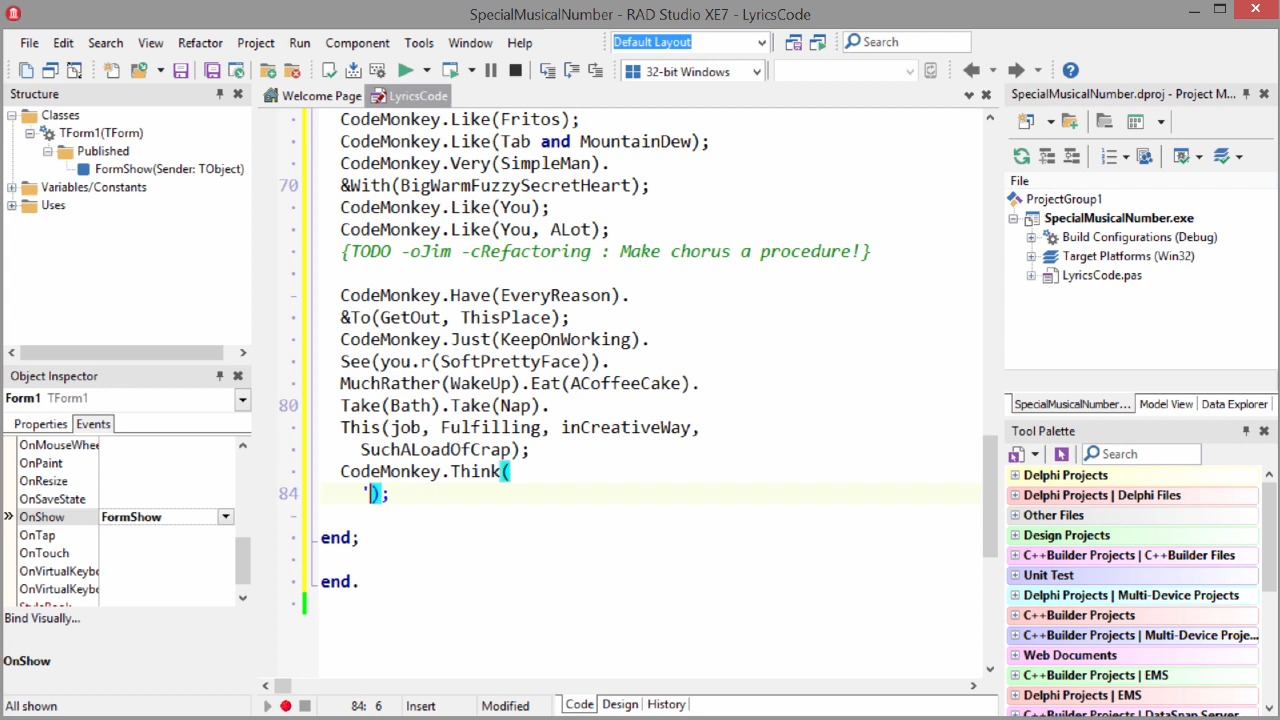 SpecialMusicalNumber - RAD Studio XE7 - LyricsCode
File Edit Search View Refactor Project Run Component Tools Window Help
Default Layout
Search
32-bit Windows
Structure
Classes
TForm1(TForm)
Published
FormShow(Sender: TObject)
Variables/Constants
Uses
Object Inspector
Form1 TForm1
Properties Events
OnMouseWhee
OnPaint
OnResize
OnSaveState
OnShow FormShow
OnTap
OnTouch
OnVirtualKeybo
OnVirtualKeybo
Bind Visually...
OnShow
All shown
Welcome Page LyricsCode
CodeMonkey.Like(Fritos);
CodeMonkey.Like(Tab and MountainDew);
CodeMonkey.Very(SimpleMan).
70 &With(BigWarmFuzzySecretHeart);
CodeMonkey.Like(You);
CodeMonkey.Like(You, ALot);
{TODO -oJim -cRefactoring : Make chorus a procedure!}
CodeMonkey.Have(EveryReason).
&To(GetOut, ThisPlace);
CodeMonkey.Just(KeepOnWorking).
See(you.r(SoftPrettyFace)).
MuchRather(WakeUp).Eat(ACoffeeCake).
80 Take(Bath).Take(Nap).
This(job, Fulfilling, inCreativeWay,
SuchALoadOfCrap);
CodeMonkey.Think(
84 ');
end;
end.
84: 6 Insert Modified Code Design History
SpecialMusicalNumber.dproj - Project M...
File
ProjectGroup1
SpecialMusicalNumber.exe
Build Configurations (Debug)
Target Platforms (Win32)
LyricsCode.pas
SpecialMusicalNumber... Model View Data Explorer
Tool Palette
Search
Delphi Projects
Delphi Projects | Delphi Files
Other Files
Design Projects
C++Builder Projects | C++Builder Files
Unit Test
Delphi Projects | Multi-Device Projects
C++Builder Projects
C++Builder Projects | Multi-Device Proje...
Web Documents
C++Builder Projects | EMS
Delphi Projects | EMS
C++Builder Projects | DataSnap Server